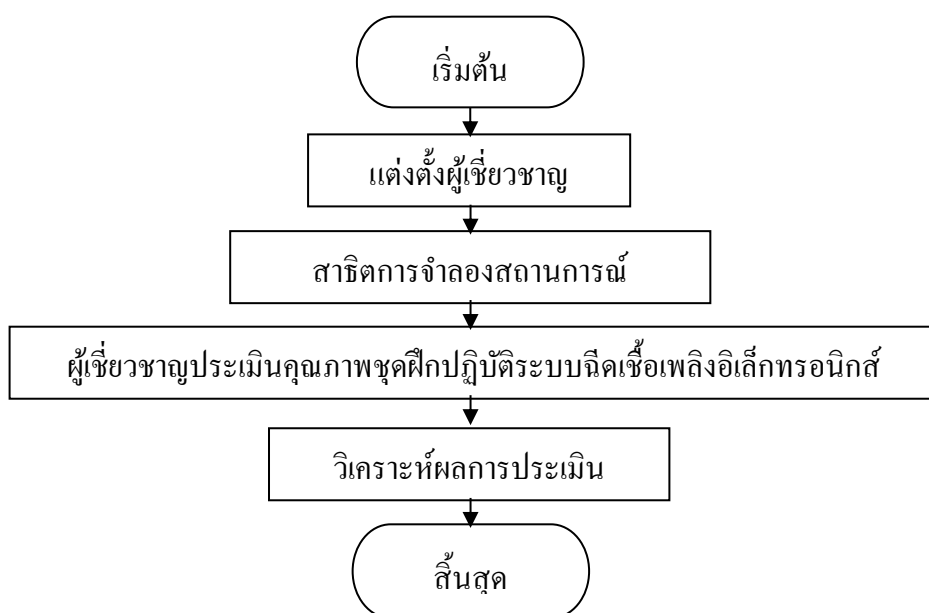 เริ่มต้น
แต่งตั้งผู้เชี่ยวชาญ
สาธิตการจำลองสถานการณ์
ผู้เชี่ยวชาญประเมินคุณภาพชุดฝึกปฏิบัติระบบฉีดเชื้อเพลิงอิเล็กทรอนิกส์
วิเคราะห์ผลการประเมิน
สิ้นสุด